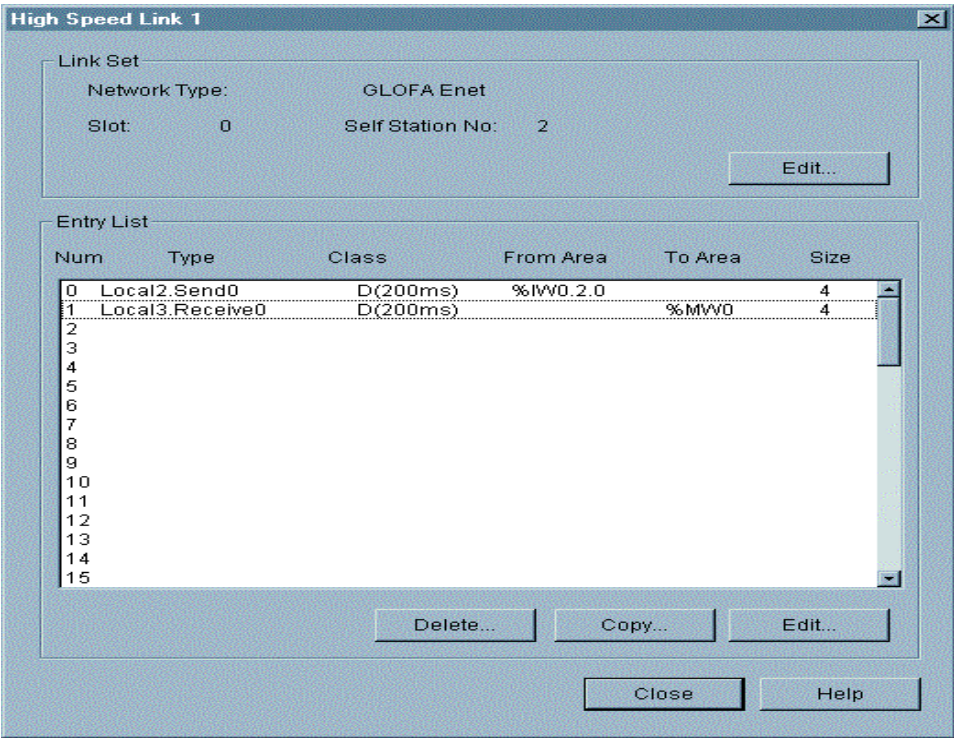 High Speed Link 1
Link Set
Network Type: GLOFA Enet
Slot: 0 Self Station No: 2
Edit...
Entry List
Num Type Class From Area To Area Size
0 Local2.Send0 D(200ms) %IW0.2.0 4
1 Local3.Receive0 D(200ms) %MW0 4
2
3
4
5
6
7
8
9
10
11
12
13
14
15
Delete... Copy... Edit...
Close Help